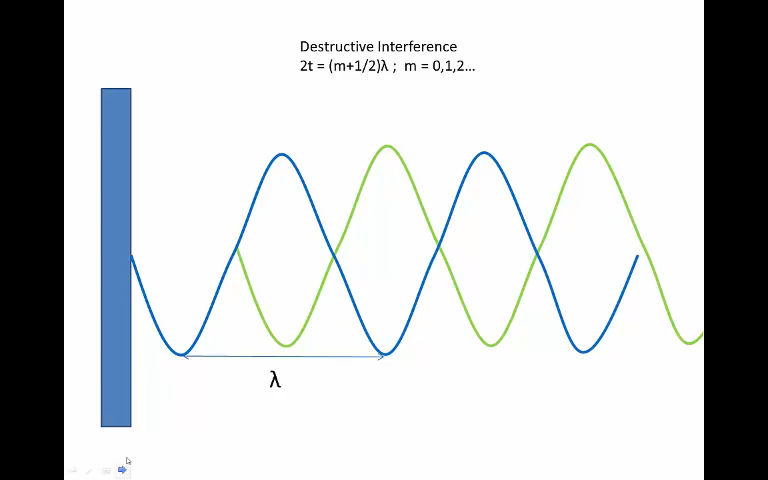 Destructive Interference
2t = (m+1/2)λ ;  m = 0,1,2...
λ